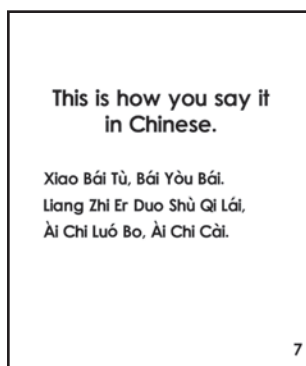 This is how you say it
in Chinese.
Xiao Bái Tù, Bái Yòu Bái.
Liang Zhi Er Duo Shù Qi Lái,
Ài Chi Luó Bo, Ài Chi Cài.
7